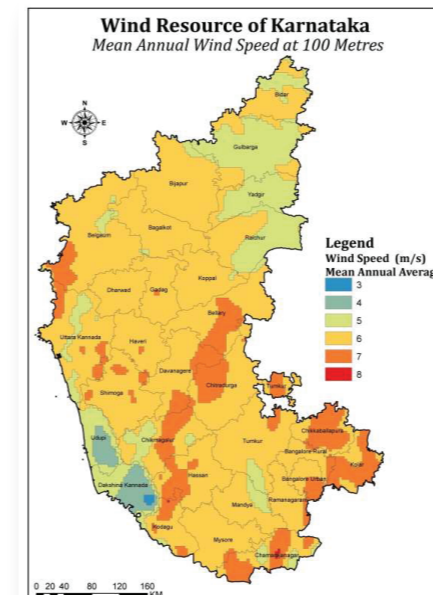 Wind Resource of Karnataka
Mean Annual Wind Speed at 100 Metres
N
W E
S
Bidar
Gulbarga
Bijapur
Yadgir
Belgaum
Bagalkot
Raichur
Koppal
Dharwad
Gadag
Bellary
Uttara Kannada
Haveri
Davanagere
Shimoga
Chitradurga
Tumkur
Chikkaballapura
Udupi
Chikmagalur
Tumkur
Bangalore Rural
Kolar
Hassan
Bangalore Urban
Dakshina Kannada
Mandya
Ramanagaram
Kodagu
Mysore
Chamarajanagar
Legend
Wind Speed (m/s)
Mean Annual Average
3
4
5
6
7
8
0 20 40 80 120 160
KM